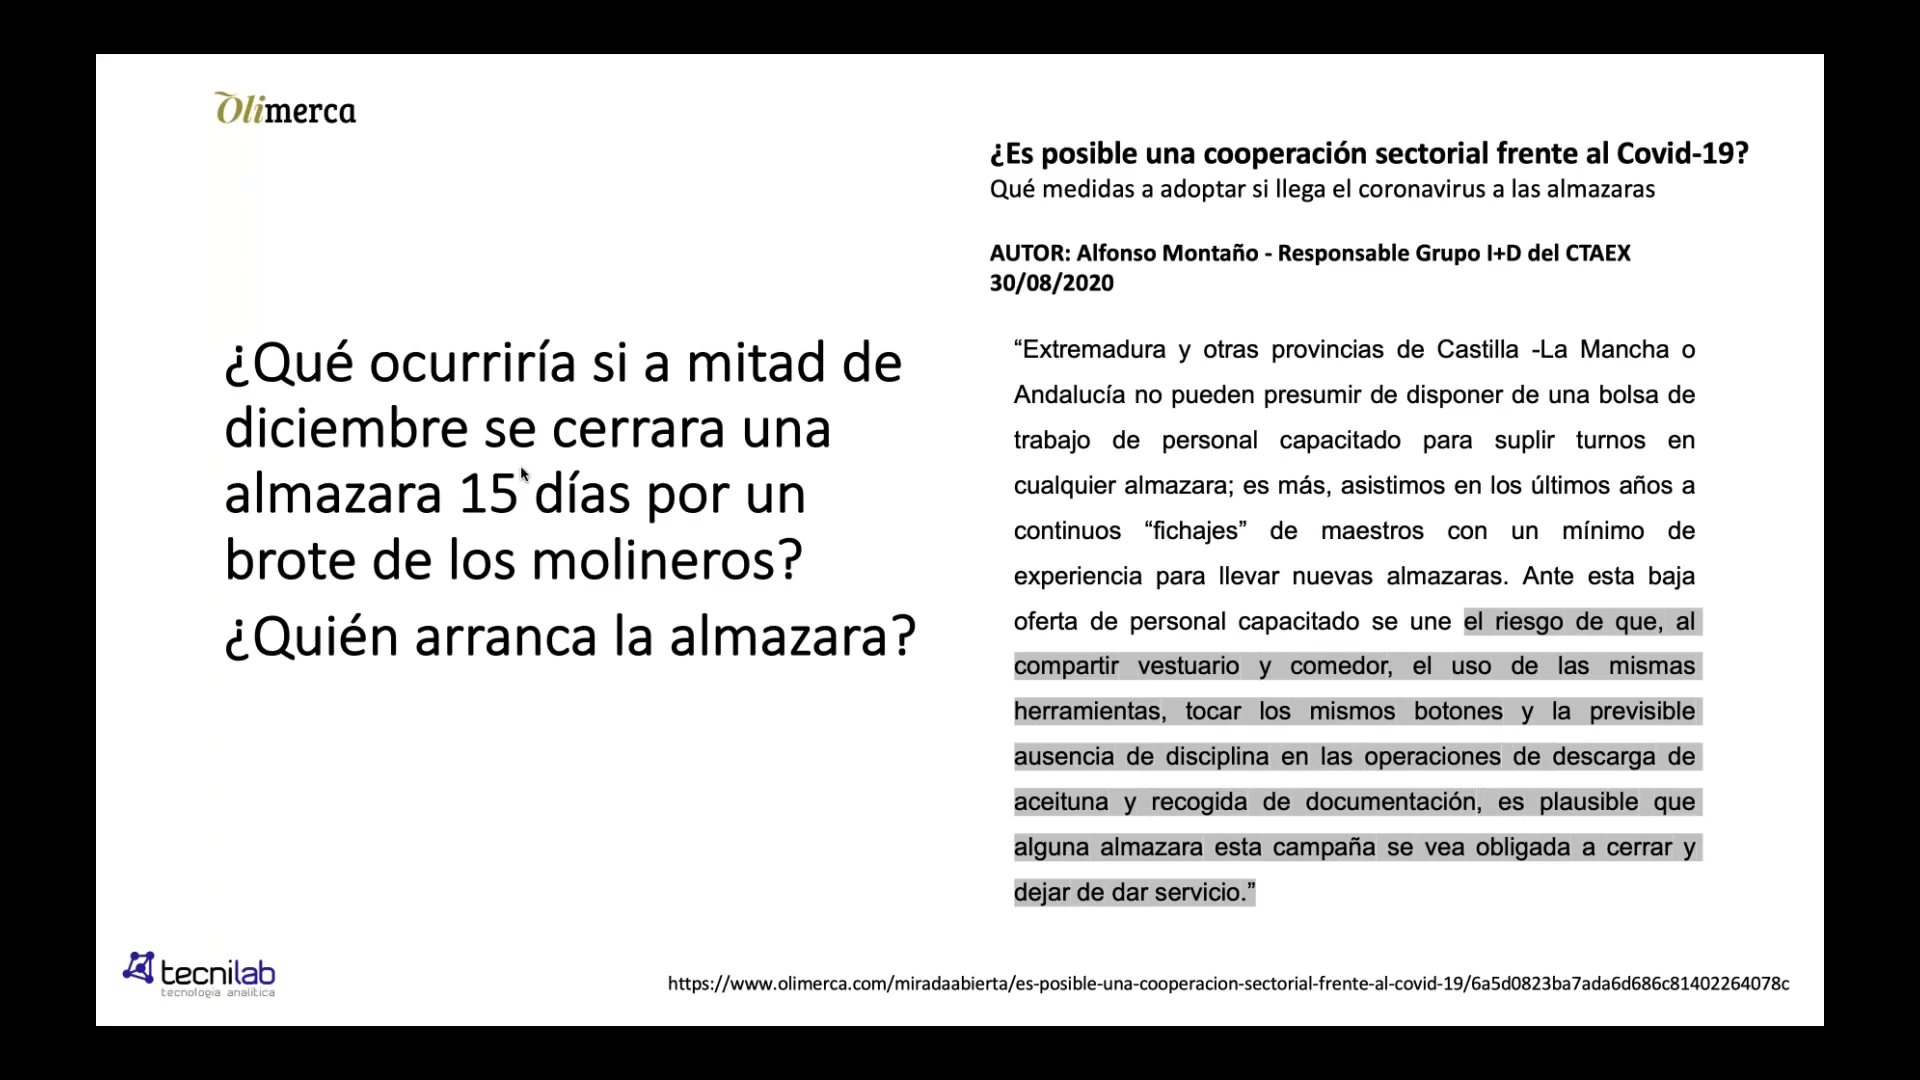 Olimerca
¿Es posible una cooperación sectorial frente al Covid-19?
Qué medidas a adoptar si llega el coronavirus a las almazaras
AUTOR: Alfonso Montaño - Responsable Grupo I+D del CTAEX
30/08/2020
¿Qué ocurriría si a mitad de
diciembre se cerrara una
almazara 15 días por un
brote de los molineros?
¿Quién arranca la almazara?
“Extremadura y otras provincias de Castilla -La Mancha o
Andalucía no pueden presumir de disponer de una bolsa de
trabajo de personal capacitado para suplir turnos en
cualquier almazara; es más, asistimos en los últimos años a
continuos “fichajes” de maestros con un mínimo de
experiencia para llevar nuevas almazaras. Ante esta baja
oferta de personal capacitado se une el riesgo de que, al
compartir vestuario y comedor, el uso de las mismas
herramientas, tocar los mismos botones y la previsible
ausencia de disciplina en las operaciones de descarga de
aceituna y recogida de documentación, es plausible que
alguna almazara esta campaña se vea obligada a cerrar y
dejar de dar servicio.”
tecnilab
tecnología analítica
https://www.olimerca.com/miradaabierta/es-posible-una-cooperacion-sectorial-frente-al-covid-19/6a5d0823ba7ada6d686c81402264078c